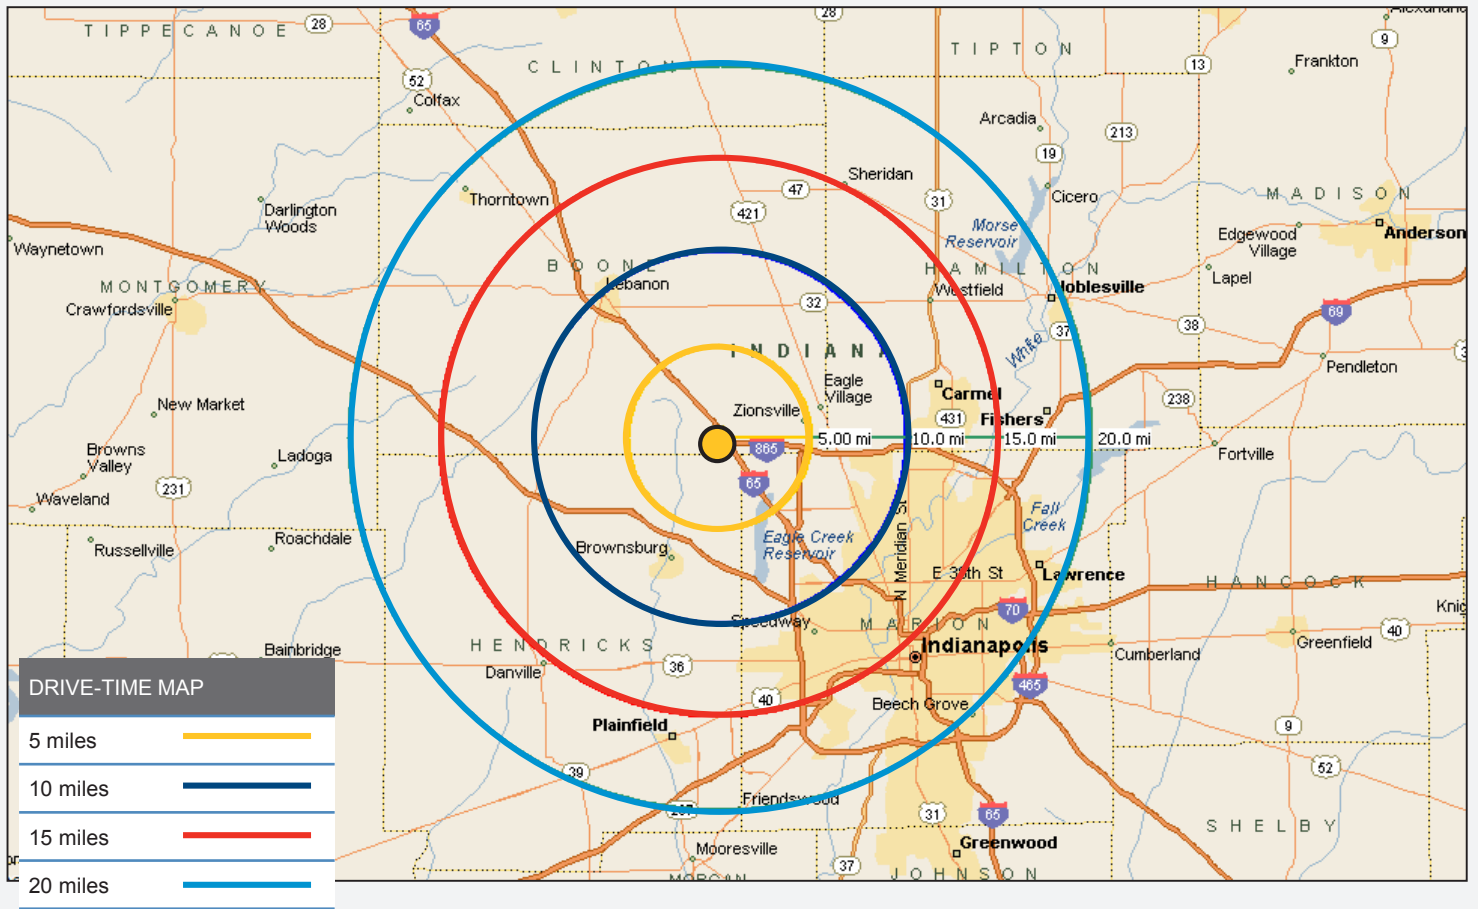 28
65
28
TIPPECANOE
CLINTON
TIPTON
9
Frankton
13
52
Colfax
Arcadia
213
19
Sheridan
47
Thorntown
Cicero
MADISON
31
421
Darlington
Woods
Morse
Reservoir
Edgewood
Village
Anderson
Waynetown
BOONE
HAMILTON
Lapel
MONTGOMERY
Lebanon
Westfield
Noblesville
Crawfordsville
32
69
37
38
White
INDIANA
Pendleton
Eagle
Village
Carmel
238
New Market
Zionsville
431
Fishers
5.00 mi
10.0 mi
15.0 mi
20.0 mi
865
Browns
Valley
Ladoga
Fortville
65
231
Waveland
N Meridian St
Fall
Creek
Roachdale
Russellville
Eagle Creek
Reservoir
Brownsburg
E 38th St
Lawrence
HANCOCK
70
Speedway
MARION
40
HENDRICKS
Indianapolis
Greenfield
Bainbridge
Cumberland
36
Danville
465
40
Beech Grove
Plainfield
9
39
52
Friendswood
267
31
65
SHELBY
Greenwood
Mooresville
37
JOHNSON
MORGAN
DRIVE-TIME MAP
5 miles
10 miles
15 miles
20 miles